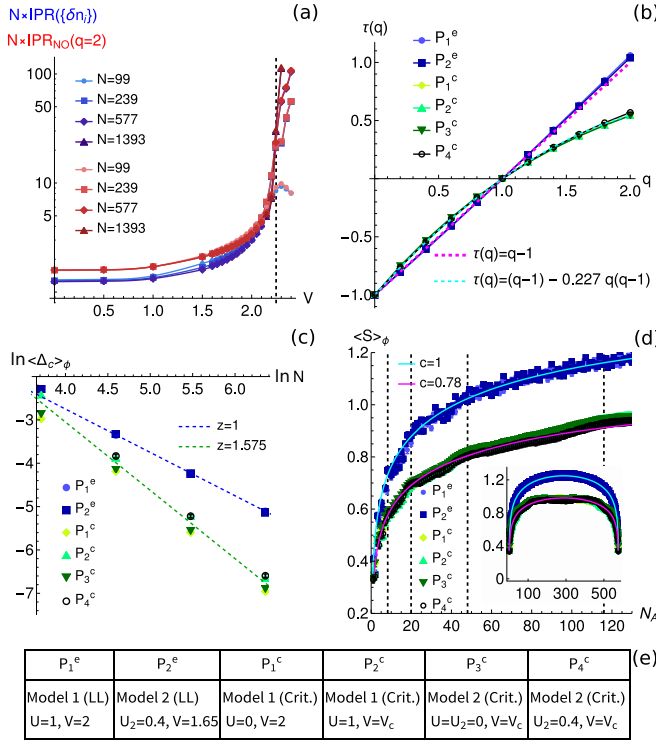 N×IPR({δn_i})
N×IPR_NO(q=2)
(a)
100
50
10
5
N=99
N=239
N=577
N=1393
N=99
N=239
N=577
N=1393
0.5
1.0
1.5
2.0
V
(b)
τ(q)
1.0
0.5
-0.5
-1.0
0.4
0.8
1.2
1.6
2.0
q
P_1^e
P_2^e
P_1^c
P_2^c
P_3^c
P_4^c
τ(q)=q-1
τ(q)=(q-1) - 0.227 q(q-1)
(c)
ln<Δ_c>_ϕ
ln N
4.0
4.5
5.0
5.5
6.0
-3
-4
-5
-6
-7
z=1
z=1.575
P_1^e
P_2^e
P_1^c
P_2^c
P_3^c
P_4^c
(d)
<S>_ϕ
1.2
1.0
0.8
0.6
0.4
0.2
c=1
c=0.78
P_1^e
P_2^e
P_1^c
P_2^c
P_3^c
P_4^c
1.2
0.8
0.4
0
100
300
500
0
20
40
60
80
100
120
N_A
(e)
P_1^e P_2^e P_1^c P_2^c P_3^c P_4^c
Model 1 (LL) Model 2 (LL) Model 1 (Crit.) Model 1 (Crit.) Model 2 (Crit.) Model 2 (Crit.)
U=1, V=2 U_2=0.4, V=1.65 U=0, V=2 U=1, V=V_c U=U_2=0, V=V_c U_2=0.4, V=V_c